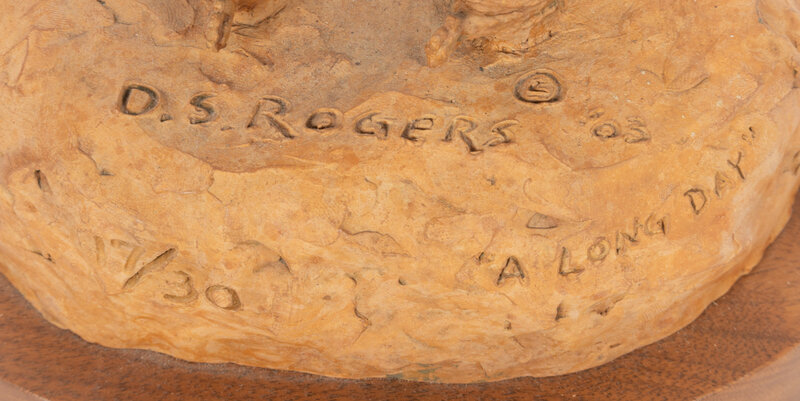 D.S. ROGERS © '03
17/30
"A LONG DAY"